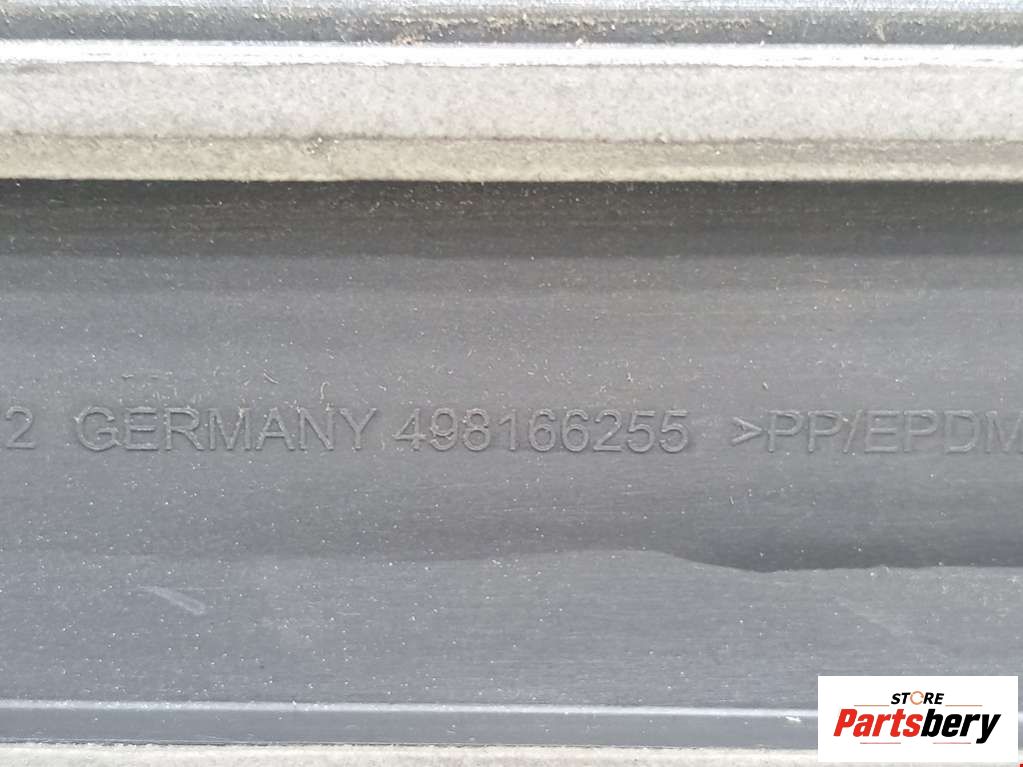 2 GERMANY 498166255 >PP/EPDM
STORE
Partsbery